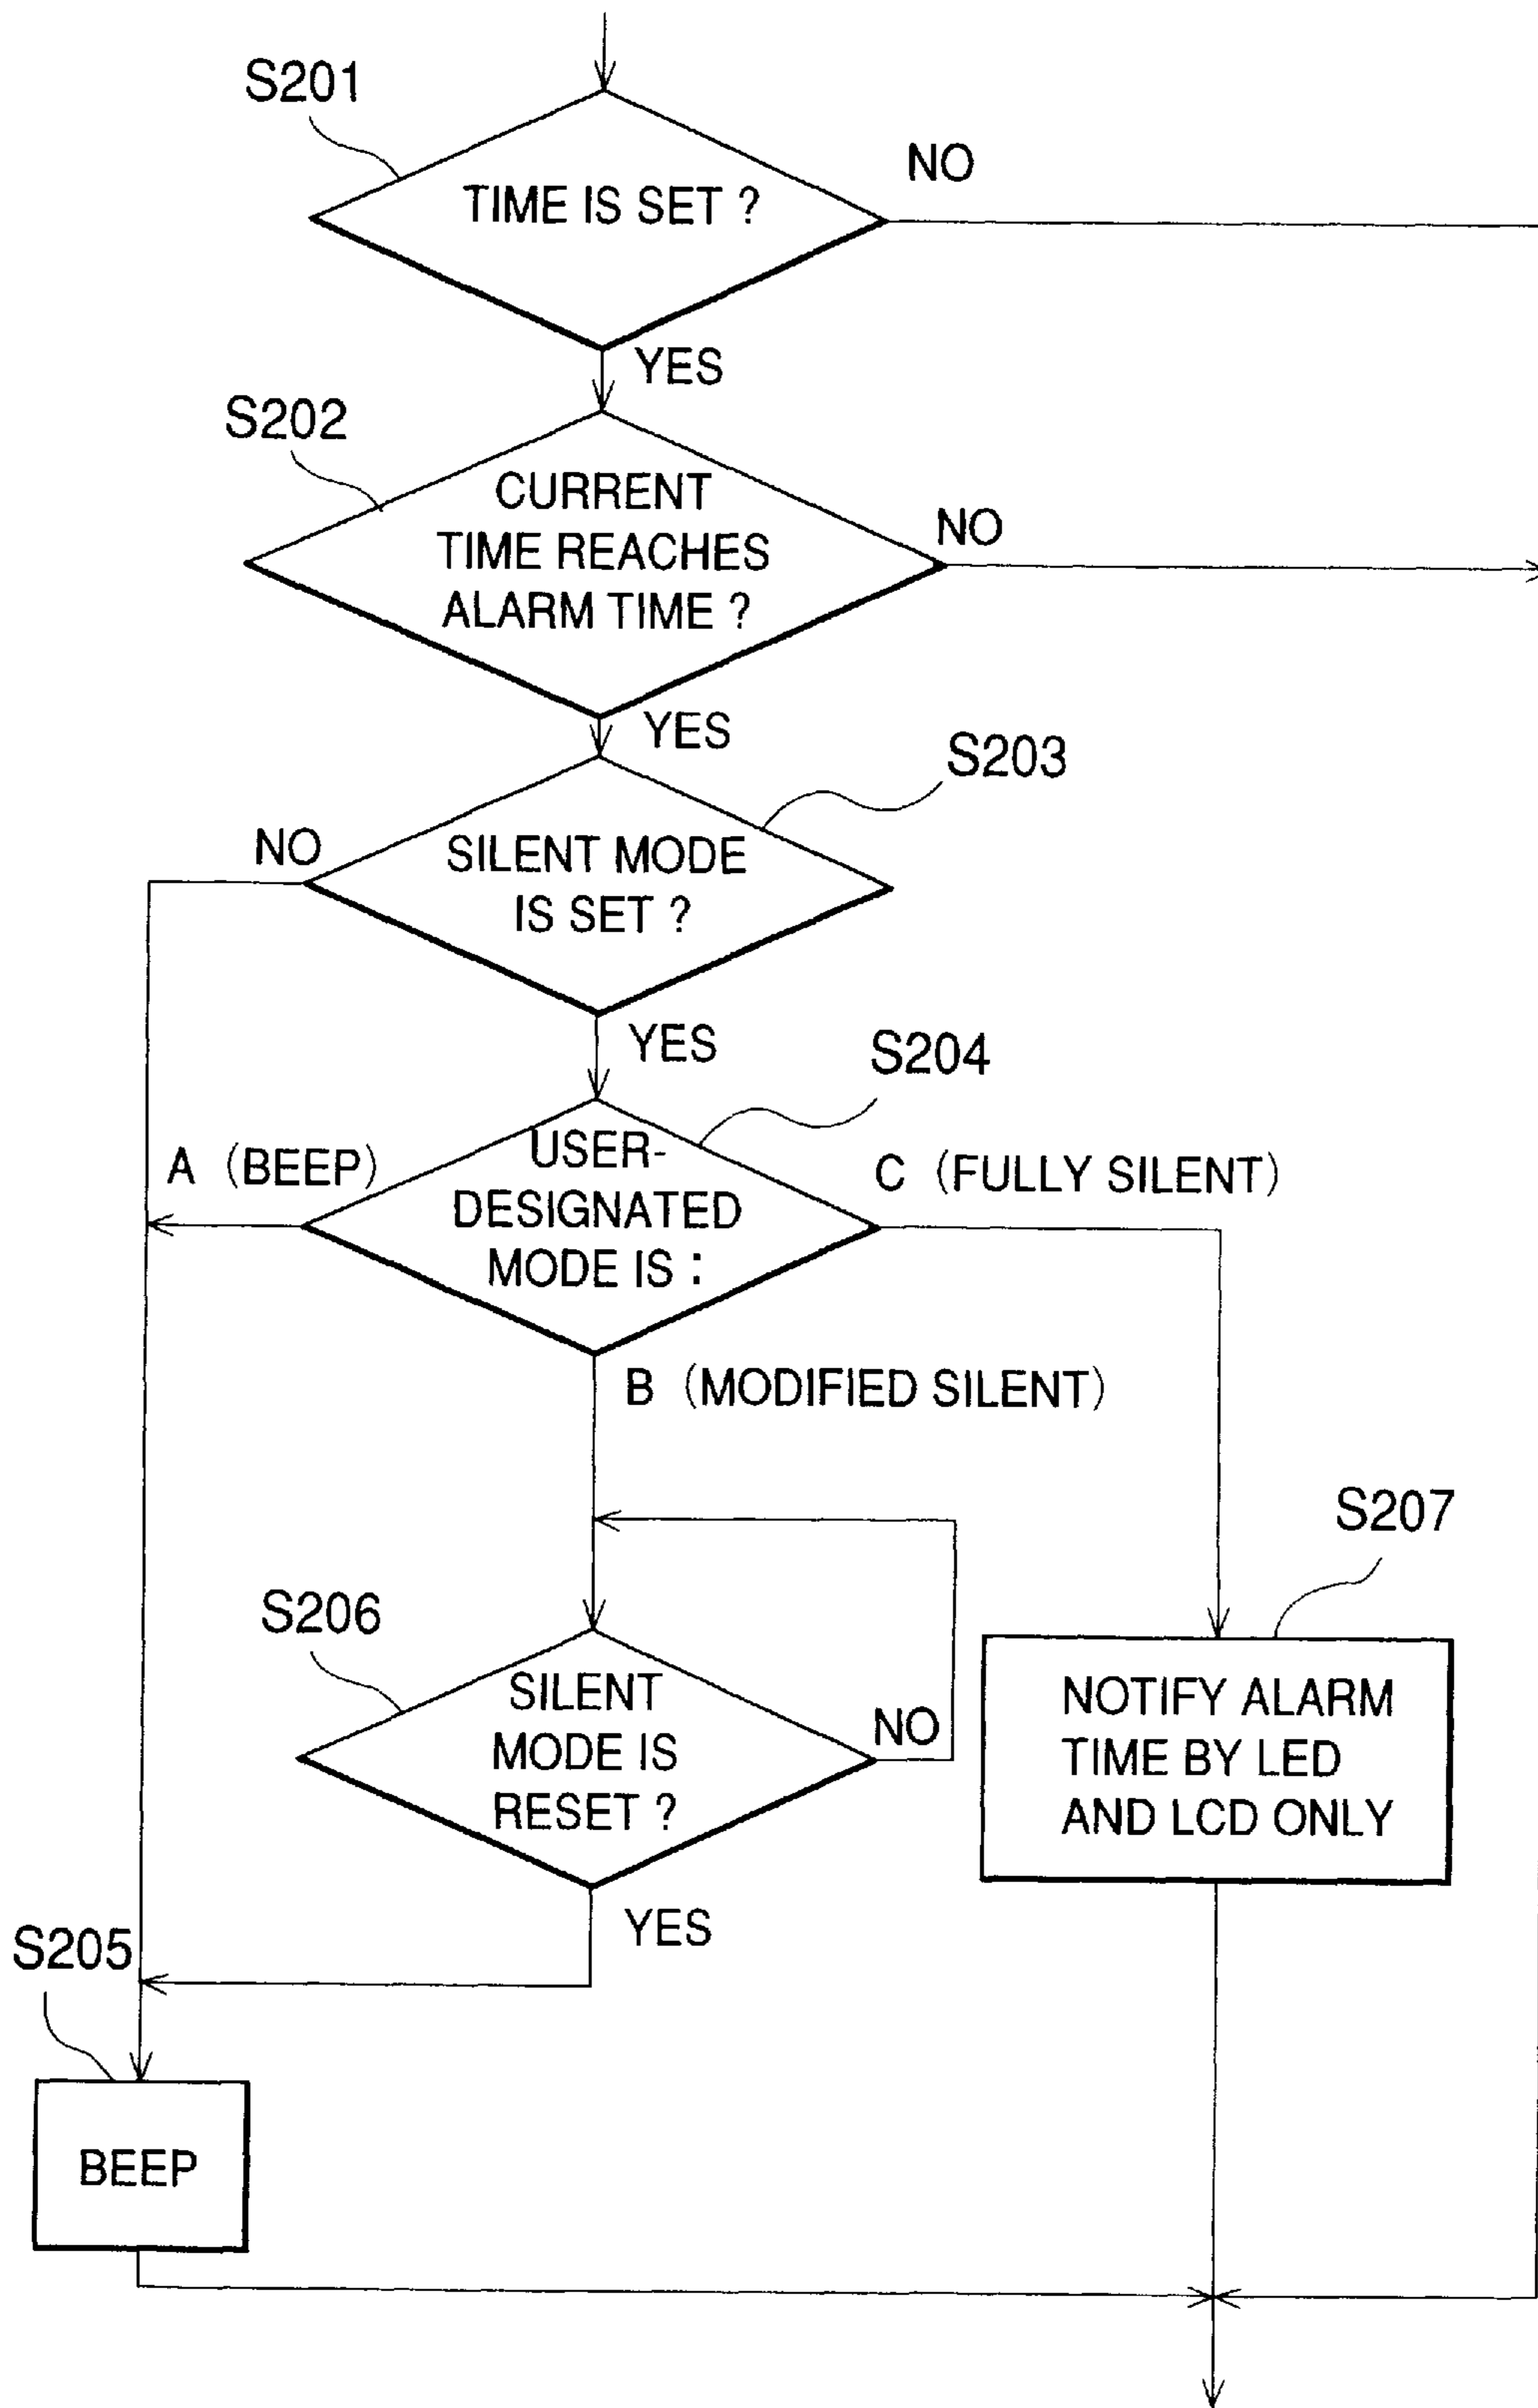 S201
TIME IS SET ?
NO
YES
S202
CURRENT
TIME REACHES
ALARM TIME ?
NO
YES
S203
NO
SILENT MODE
IS SET ?
YES
S204
A (BEEP)
USER-
DESIGNATED
MODE IS :
C (FULLY SILENT)
B (MODIFIED SILENT)
S207
S206
SILENT
MODE IS
RESET ?
NO
NOTIFY ALARM
TIME BY LED
AND LCD ONLY
YES
S205
BEEP